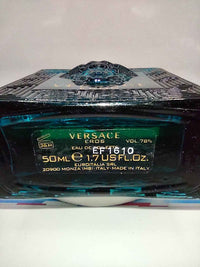 VERSACE
EROS
36M
EAU DE
VOL.78%
EF1610
50ML e 1.7 US FL.OZ.
EUROITALIA SRL
20900 MONZA (MB) ITALY - MADE IN ITALY